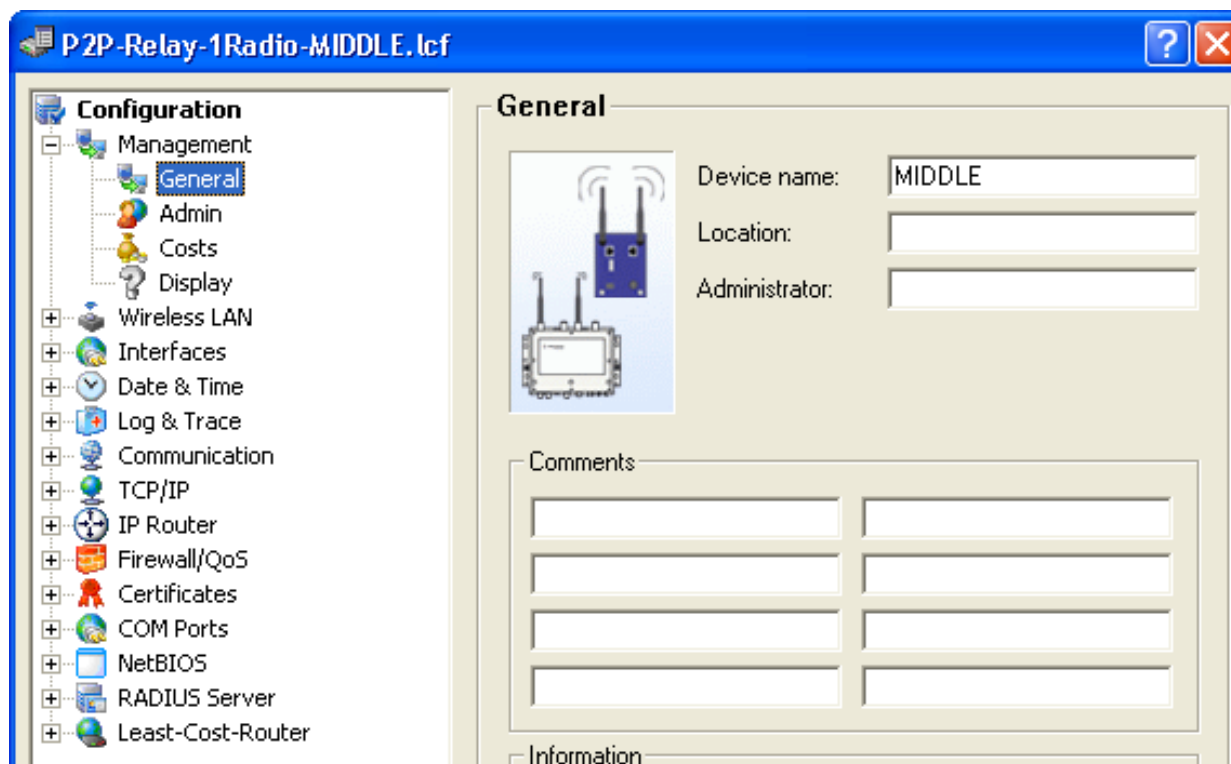 P2P-Relay-1Radio-MIDDLE.lcf
Configuration
Management
General
Admin
Costs
Display
Wireless LAN
Interfaces
Date & Time
Log & Trace
Communication
TCP/IP
IP Router
Firewall/QoS
Certificates
COM Ports
NetBIOS
RADIUS Server
Least-Cost-Router
General
Device name: MIDDLE
Location:
Administrator:
Comments
Information